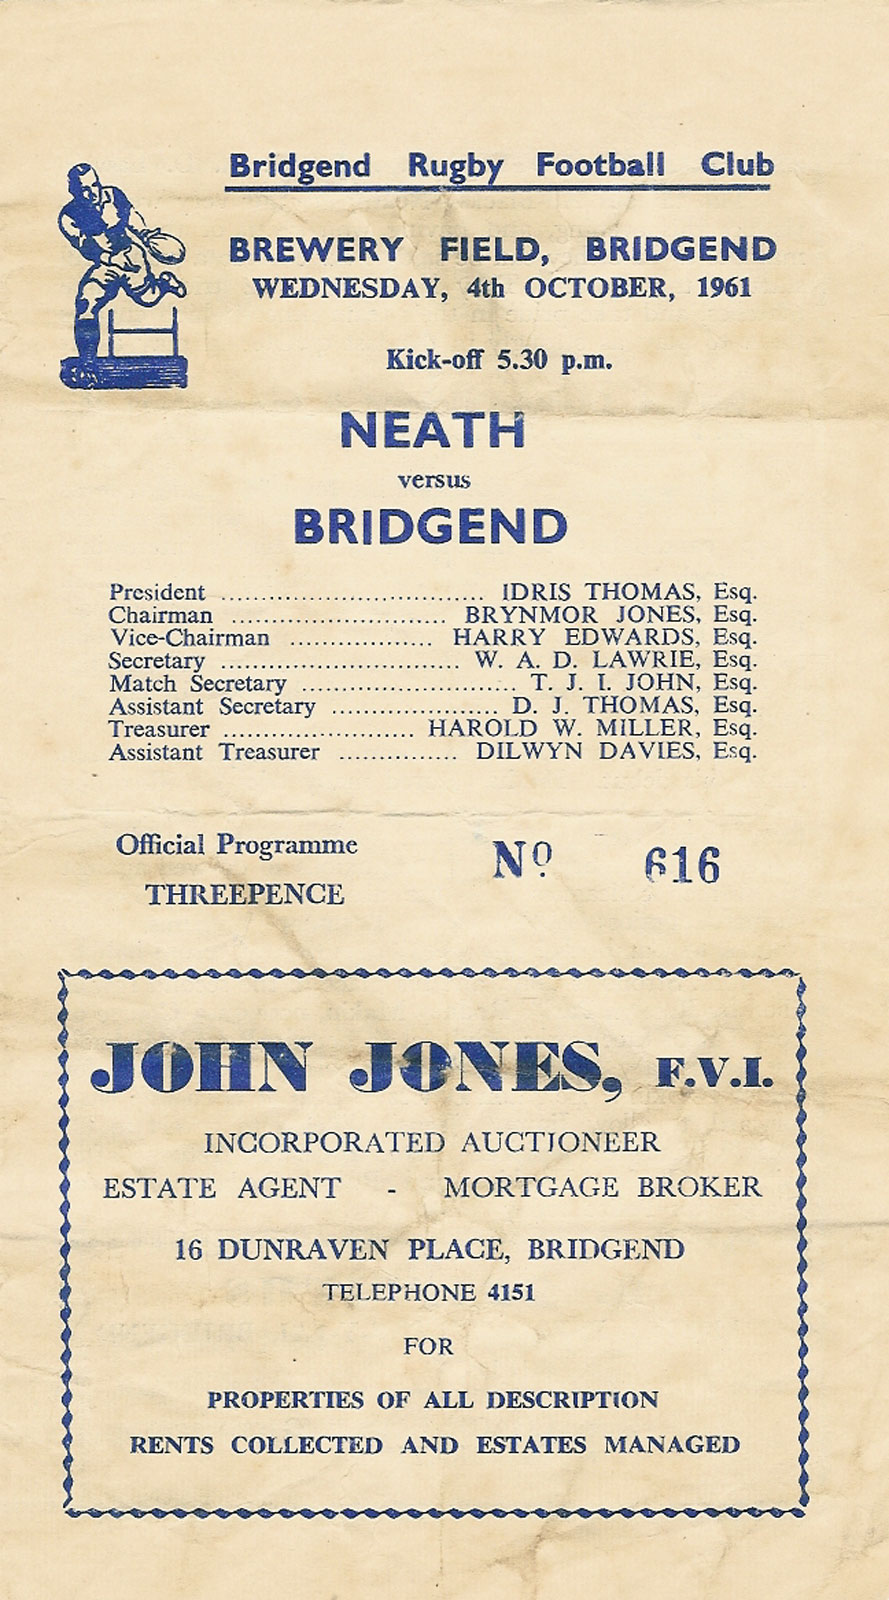 Bridgend Rugby Football Club
BREWERY FIELD, BRIDGEND
WEDNESDAY, 4th OCTOBER, 1961
Kick-off 5.30 p.m.
NEATH
versus
BRIDGEND
President ................................. IDRIS THOMAS, Esq.
Chairman ........................... BRYNMOR JONES, Esq.
Vice-Chairman .................. HARRY EDWARDS, Esq.
Secretary .............................. W. A. D. LAWRIE, Esq.
Match Secretary ........................... T. J. I. JOHN, Esq.
Assistant Secretary ..................... D. J. THOMAS, Esq.
Treasurer ........................ HAROLD W. MILLER, Esq.
Assistant Treasurer ............... DILWYN DAVIES, Esq.
Official Programme
THREEPENCE
Nº 616
JOHN JONES, F.V.I.
INCORPORATED AUCTIONEER
ESTATE AGENT - MORTGAGE BROKER
16 DUNRAVEN PLACE, BRIDGEND
TELEPHONE 4151
FOR
PROPERTIES OF ALL DESCRIPTION
RENTS COLLECTED AND ESTATES MANAGED